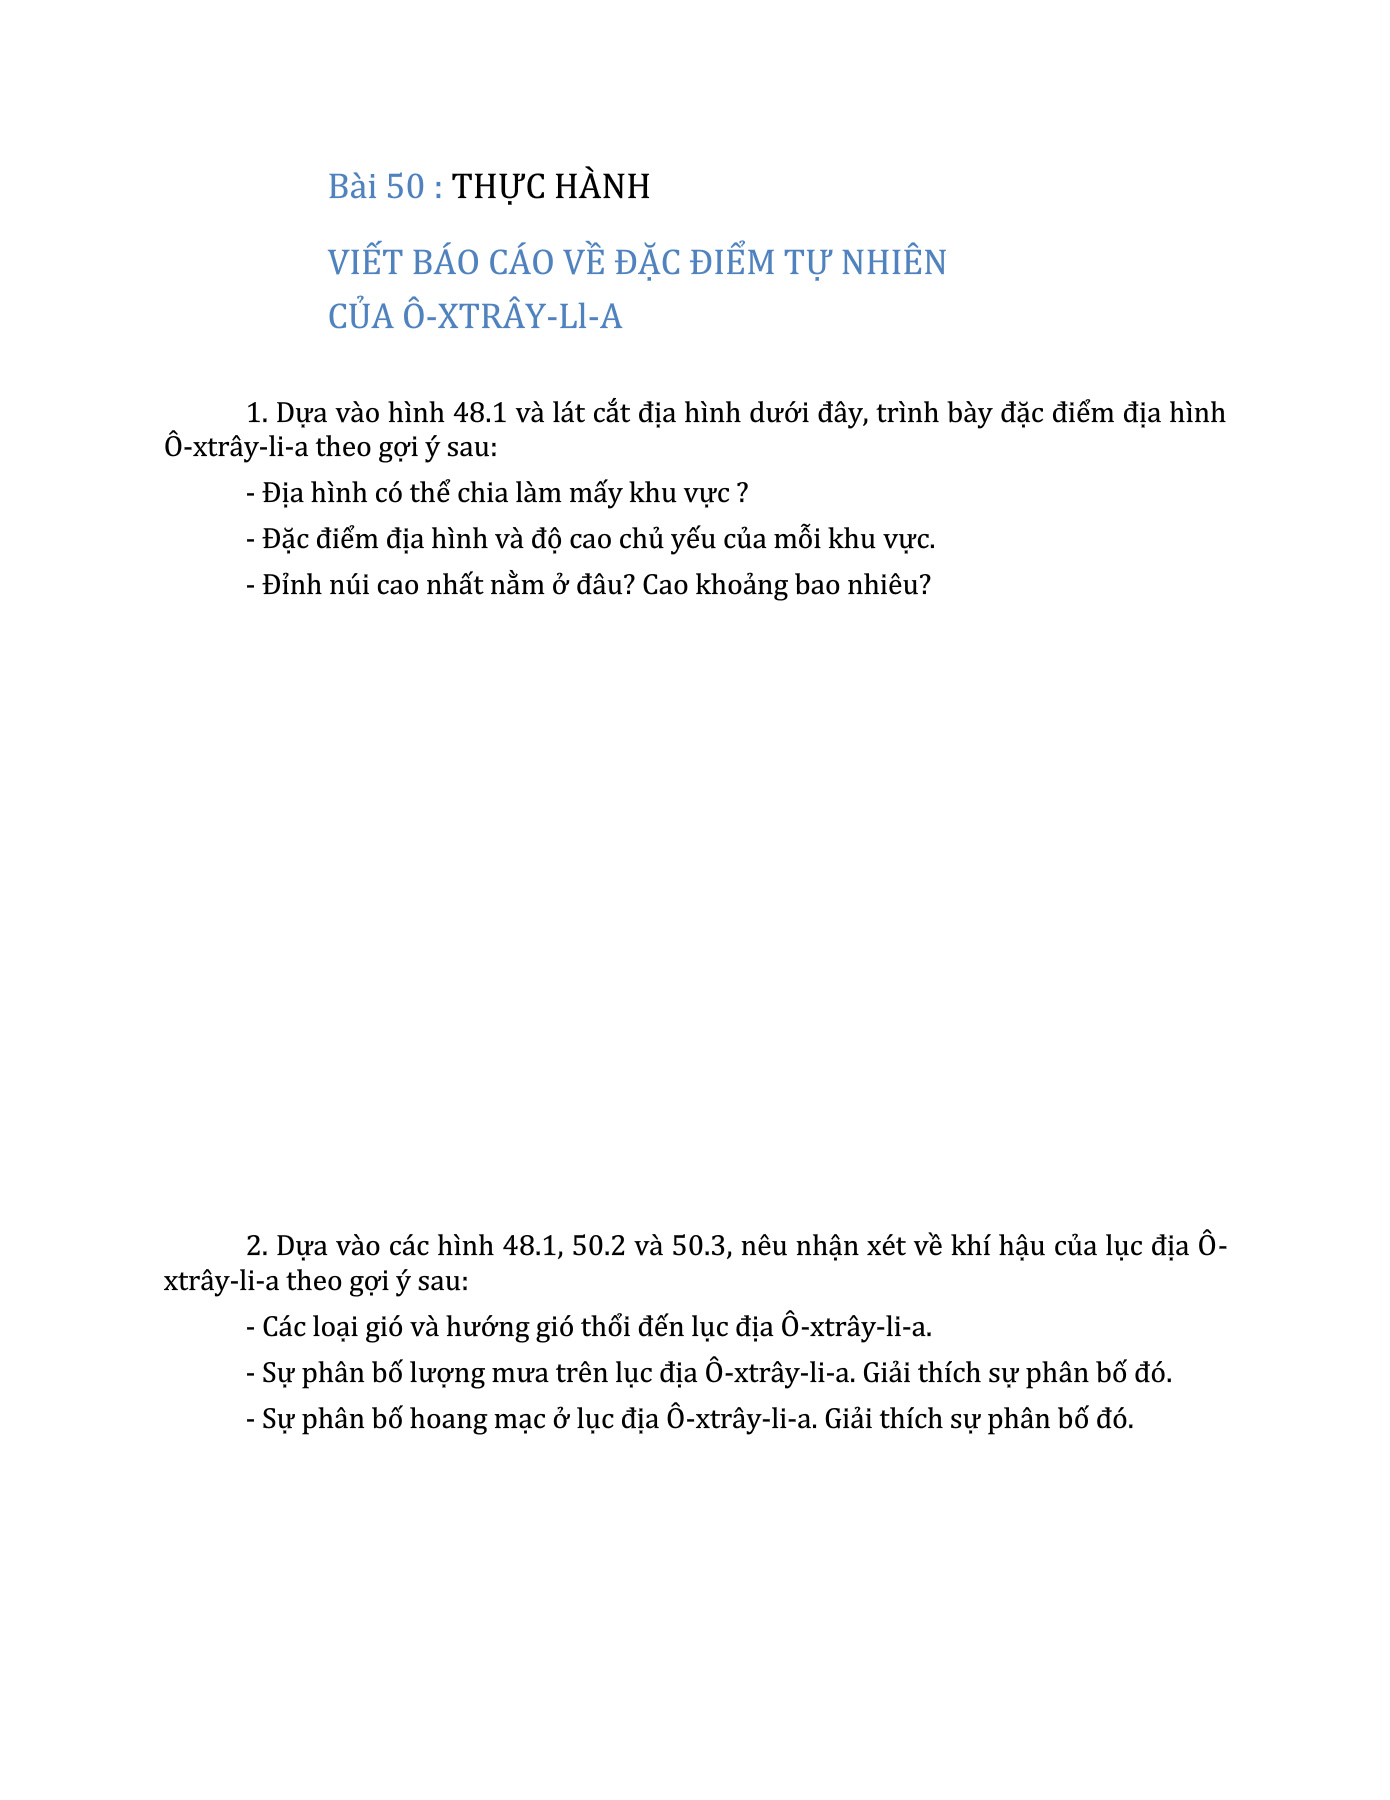 Bài 50 : THỰC HÀNH
VIẾT BÁO CÁO VỀ ĐẶC ĐIỂM TỰ NHIÊN
CỦA Ô-XTRÂY-Ll-A
1. Dựa vào hình 48.1 và lát cắt địa hình dưới đây, trình bày đặc điểm địa hình
Ô-xtrây-li-a theo gợi ý sau:
- Địa hình có thể chia làm mấy khu vực ?
- Đặc điểm địa hình và độ cao chủ yếu của mỗi khu vực.
- Đỉnh núi cao nhất nằm ở đâu? Cao khoảng bao nhiêu?
2. Dựa vào các hình 48.1, 50.2 và 50.3, nêu nhận xét về khí hậu của lục địa Ô-
xtrây-li-a theo gợi ý sau:
- Các loại gió và hướng gió thổi đến lục địa Ô-xtrây-li-a.
- Sự phân bố lượng mưa trên lục địa Ô-xtrây-li-a. Giải thích sự phân bố đó.
- Sự phân bố hoang mạc ở lục địa Ô-xtrây-li-a. Giải thích sự phân bố đó.